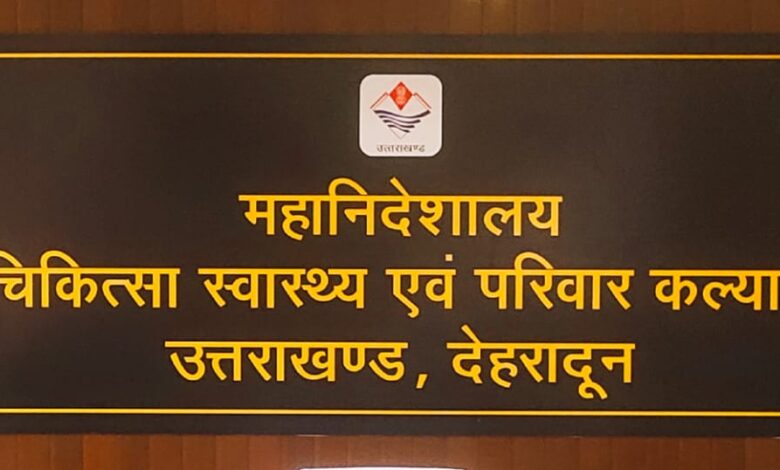 उत्तराखण्ड
महानिदेशालय
चिकित्सा स्वास्थ्य एवं परिवार कल्या
उत्तराखण्ड, देहरादून